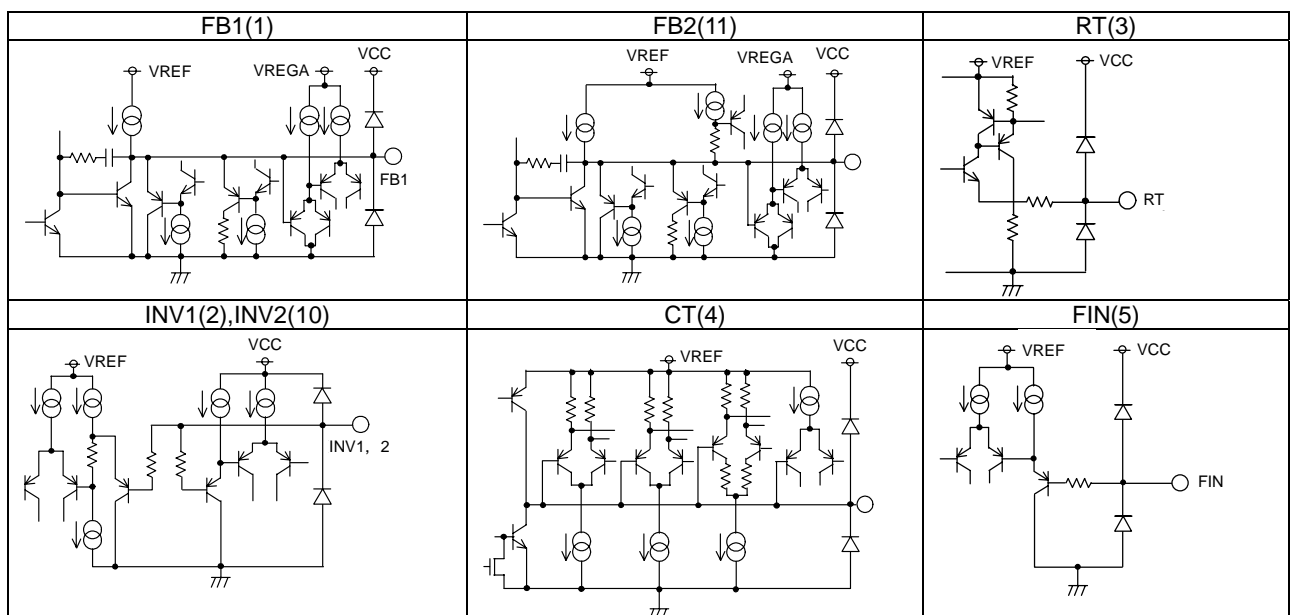 FB1(1)
VREF
VREGA
VCC
FB1
FB2(11)
VREF
VREGA
VCC
RT(3)
VREF
VCC
RT
INV1(2),INV2(10)
VREF
VCC
INV1, 2
CT(4)
VREF
VCC
FIN(5)
VREF
VCC
FIN